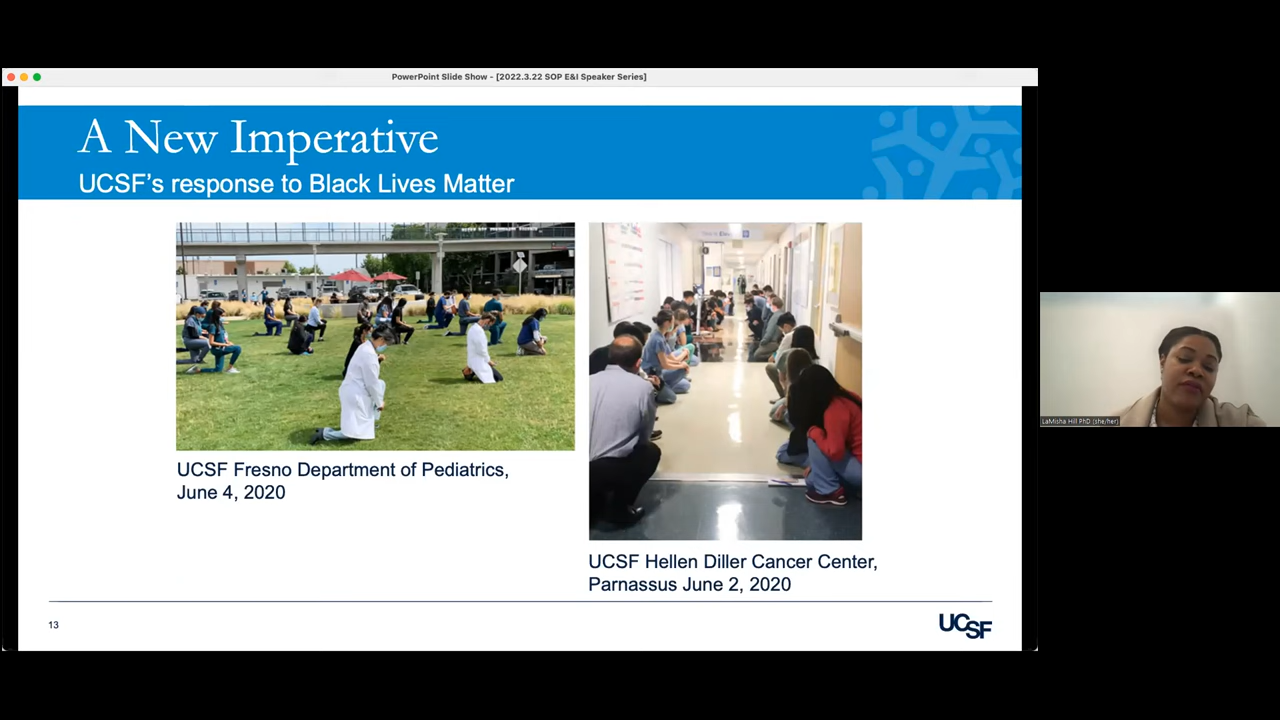 PowerPoint Slide Show - [2022.3.22 SOP E&I Speaker Series]
A New Imperative
UCSF's response to Black Lives Matter
UCSF Fresno Department of Pediatrics,
June 4, 2020
UCSF Hellen Diller Cancer Center,
Parnassus June 2, 2020
13
UCSF
LaMisha Hill PhD (she/her)